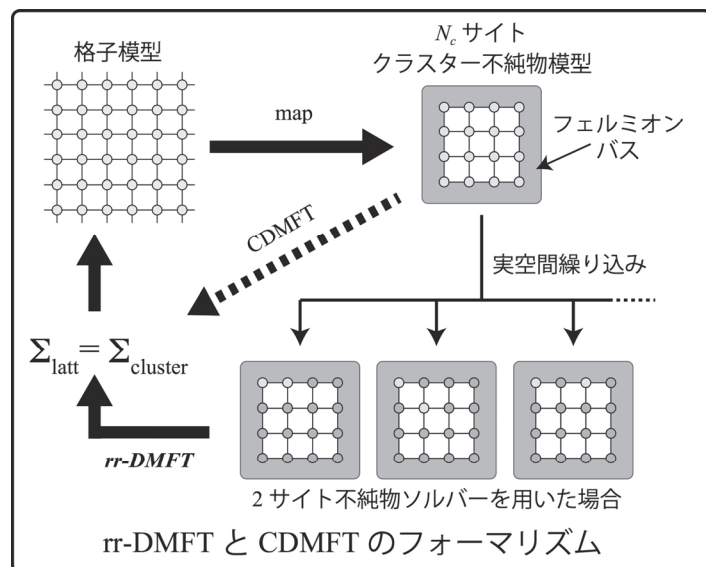 格子模型
N_c サイト
クラスター不純物模型
map
フェルミオン
バス
CDMFT
実空間繰り込み
Σ_latt = Σ_cluster
rr-DMFT
2 サイト不純物ソルバーを用いた場合
rr-DMFT と CDMFT のフォーマリズム